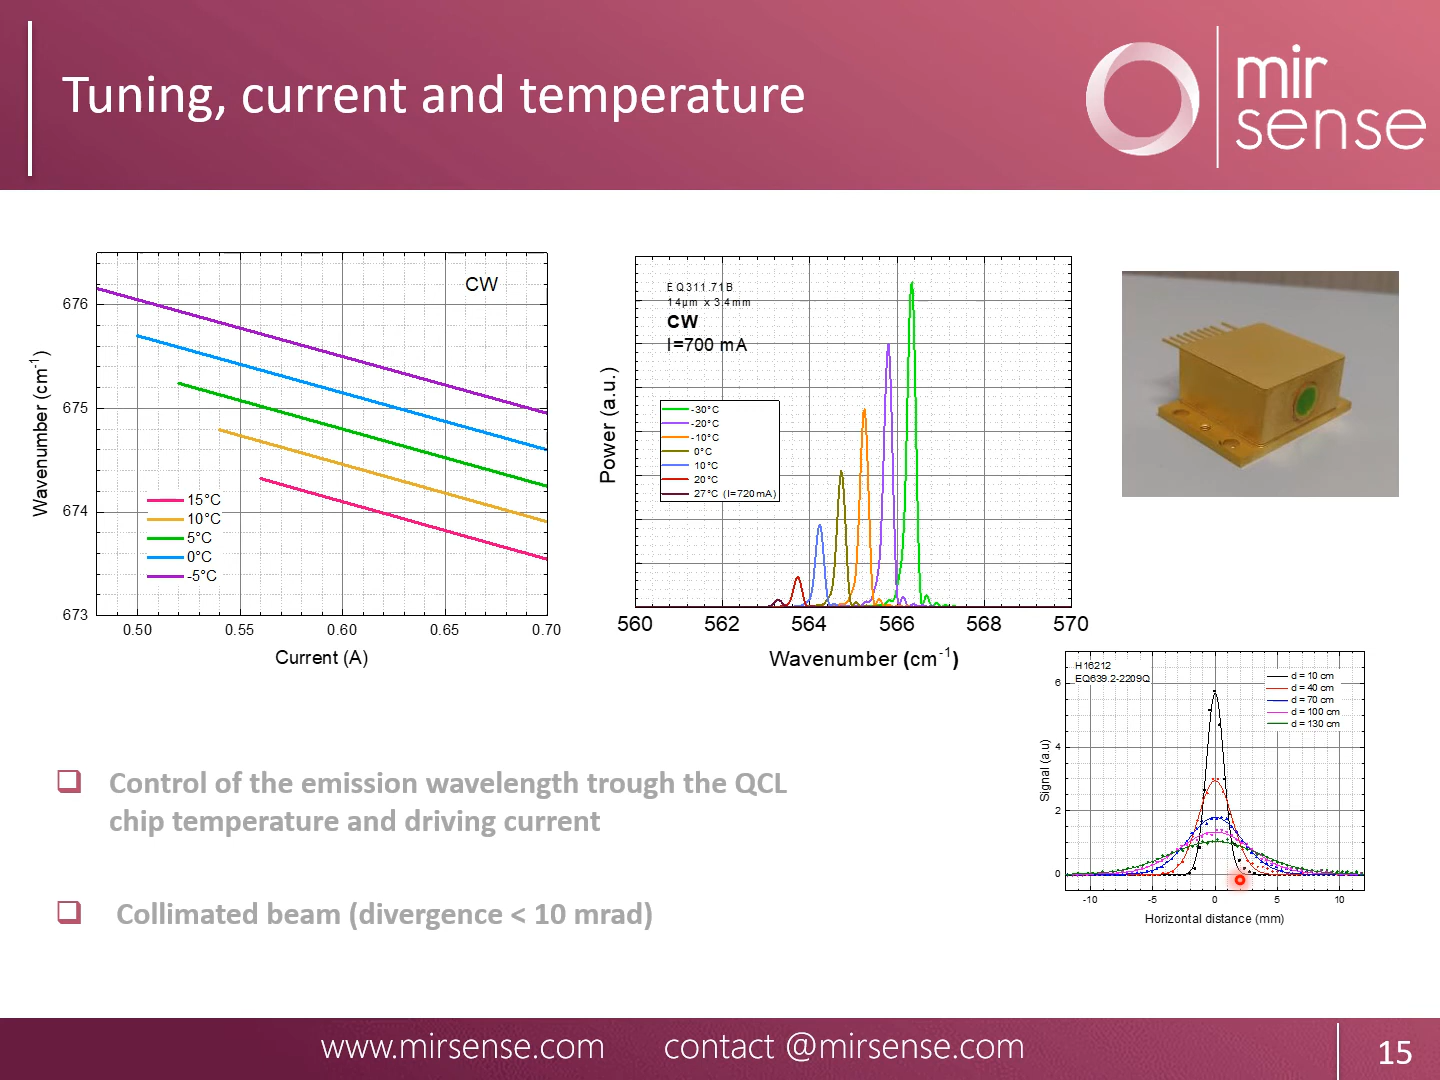 Tuning, current and temperature
mir
sense
CW
676
675
674
673
Wavenumber (cm-1)
15°C
10°C
5°C
0°C
-5°C
0.50 0.55 0.60 0.65 0.70
Current (A)
EQ311.71B
14µm x 3.4mm
CW
I=700 mA
Power (a.u.)
-30°C
-20°C
-10°C
0°C
10°C
20°C
27°C (I=720mA)
560 562 564 566 568 570
Wavenumber (cm-1)
H16212
EQ639.2-2209Q
d = 10 cm
d = 40 cm
d = 70 cm
d = 100 cm
d = 130 cm
6
4
2
0
Signal (a.u)
-10 -5 0 5 10
Horizontal distance (mm)
Control of the emission wavelength trough the QCL
chip temperature and driving current
Collimated beam (divergence < 10 mrad)
www.mirsense.com contact @mirsense.com
15